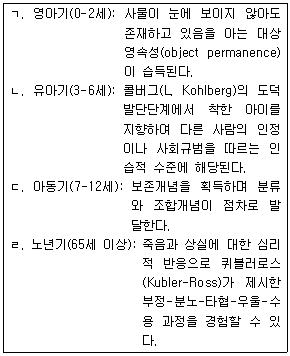 ㄱ. 영아기(0-2세): 사물이 눈에 보이지 않아도
존재하고 있음을 아는 대상
영속성(object permanence)
이 습득된다.
ㄴ. 유아기(3-6세): 콜버그(L. Kohlberg)의 도덕
발단단계에서 착한 아이를
지향하며 다른 사람의 인정
이나 사회규범을 따르는 인
습적 수준에 해당된다.
ㄷ. 아동기(7-12세): 보존개념을 획득하며 분류
와 조합개념이 점차로 발
달한다.
ㄹ. 노년기(65세 이상): 죽음과 상실에 대한 심리
적 반응으로 퀴블러로스
(Kubler-Ross)가 제시한
부정-분노-타협-우울-수
용 과정을 경험할 수 있
다.